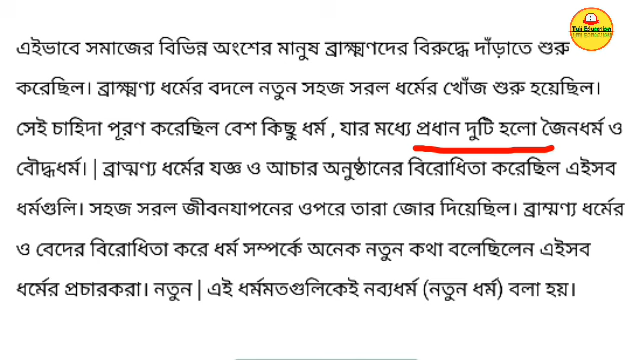 Tuli Education
এইভাবে সমাজের বিভিন্ন অংশের মানুষ ব্রাক্ষ্মণদের বিরুদ্ধে দাঁড়াতে শুরু
করেছিল। ব্রাক্ষ্মণ্য ধর্মের বদলে নতুন সহজ সরল ধর্মের খোঁজ শুরু হয়েছিল।
সেই চাহিদা পূরণ করেছিল বেশ কিছু ধর্ম , যার মধ্যে প্রধান দুটি হলো জৈনধর্ম ও
বৌদ্ধধর্ম। | ব্রাত্মণ্য ধর্মের যজ্ঞ ও আচার অনুষ্ঠানের বিরোধিতা করেছিল এইসব
ধর্মগুলি। সহজ সরল জীবনযাপনের ওপরে তারা জোর দিয়েছিল। ব্রাম্মণ্য ধর্মের
ও বেদের বিরোধিতা করে ধর্ম সম্পর্কে অনেক নতুন কথা বলেছিলেন এইসব
ধর্মের প্রচারকরা। নতুন | এই ধর্মমতগুলিকেই নব্যধর্ম (নতুন ধর্ম) বলা হয়।